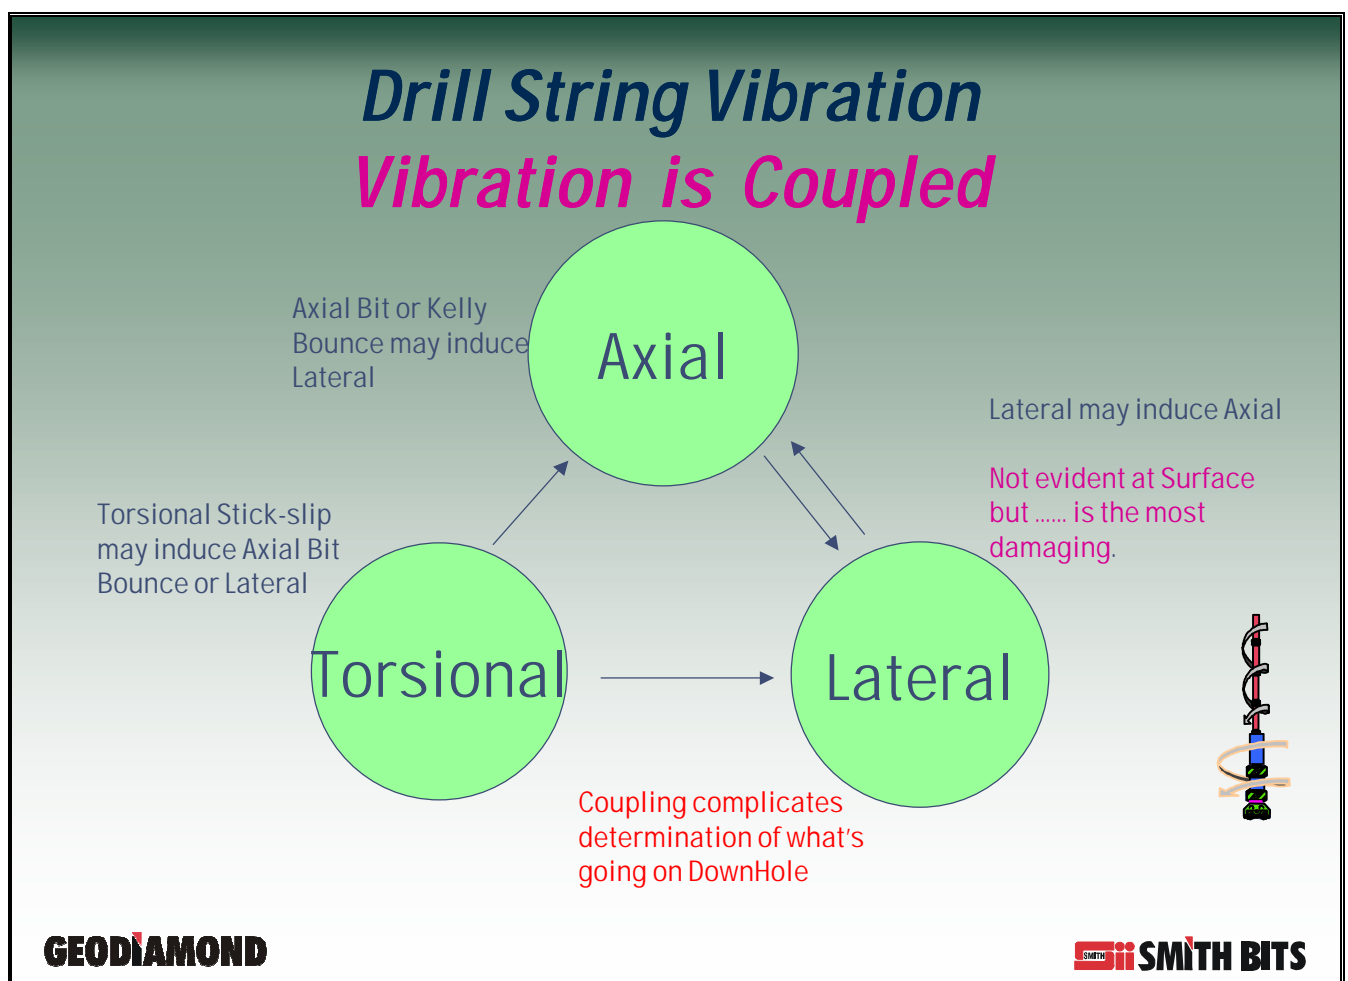 Drill String Vibration
Vibration is Coupled
Axial Bit or Kelly
Bounce may induce
Lateral
Axial
Lateral may induce Axial
Not evident at Surface
but ...... is the most
damaging.
Torsional Stick-slip
may induce Axial Bit
Bounce or Lateral
Torsional
Lateral
Coupling complicates
determination of what's
going on DownHole
GEODIAMOND
SMITH Sii SMITH BITS